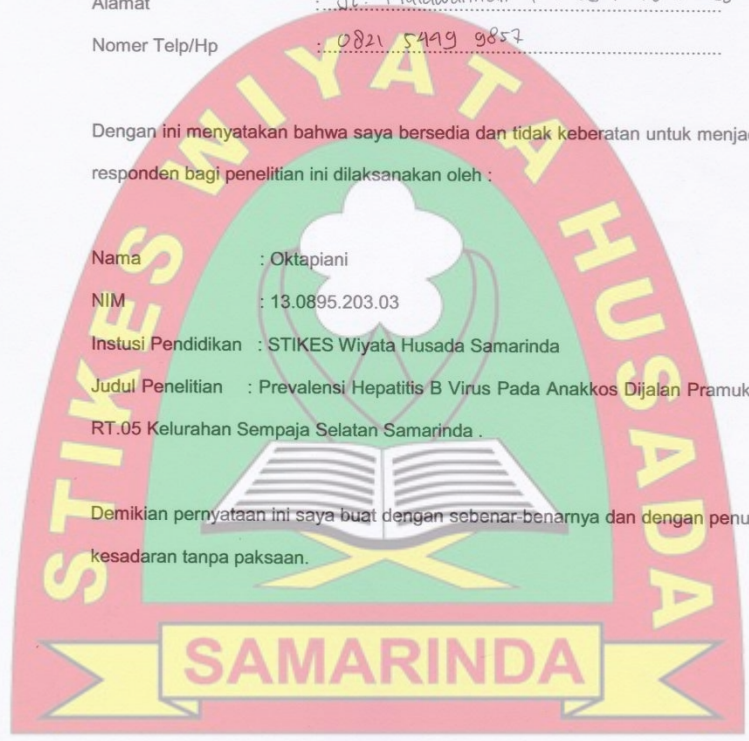 Alamat : Jl.
Nomer Telp/Hp : 0821 5499 9857
Dengan ini menyatakan bahwa saya bersedia dan tidak keberatan untuk menja
responden bagi penelitian ini dilaksanakan oleh :
Nama : Oktapiani
NIM : 13.0895.203.03
Instusi Pendidikan : STIKES Wiyata Husada Samarinda
Judul Penelitian : Prevalensi Hepatitis B Virus Pada Anakkos Dijalan Pramuk
RT.05 Kelurahan Sempaja Selatan Samarinda .
Demikian pernyataan ini saya buat dengan sebenar-benarnya dan dengan penu
kesadaran tanpa paksaan.
STIKES WIYATA HUSADA
SAMARINDA